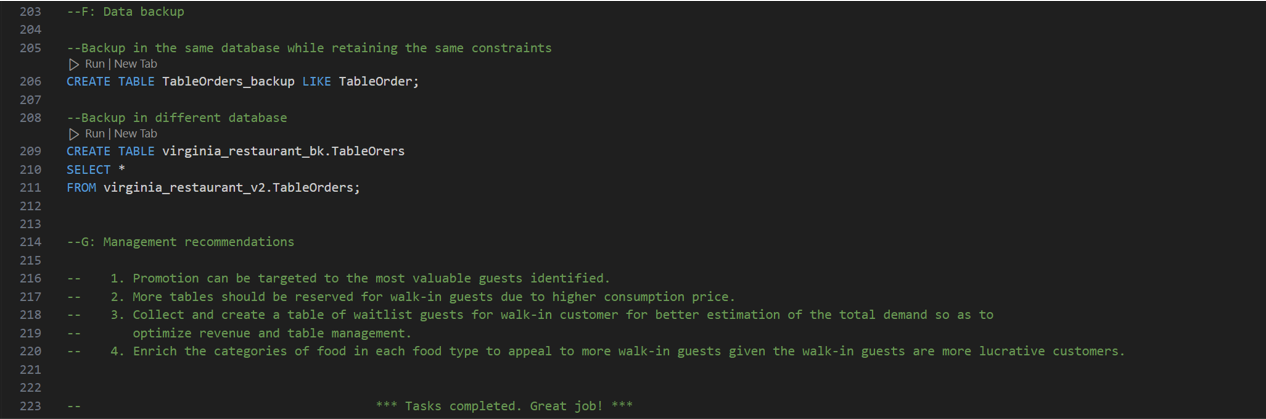 203 --F: Data backup
204
205 --Backup in the same database while retaining the same constraints
Run | New Tab
206 CREATE TABLE TableOrders_backup LIKE TableOrder;
207
208 --Backup in different database
Run | New Tab
209 CREATE TABLE virginia_restaurant_bk.TableOrers
210 SELECT *
211 FROM virginia_restaurant_v2.TableOrders;
212
213
214 --G: Management recommendations
215
216 -- 1. Promotion can be targeted to the most valuable guests identified.
217 -- 2. More tables should be reserved for walk-in guests due to higher consumption price.
218 -- 3. Collect and create a table of waitlist guests for walk-in customer for better estimation of the total demand so as to
219 -- optimize revenue and table management.
220 -- 4. Enrich the categories of food in each food type to appeal to more walk-in guests given the walk-in guests are more lucrative customers.
221
222
223 -- *** Tasks completed. Great job! ***